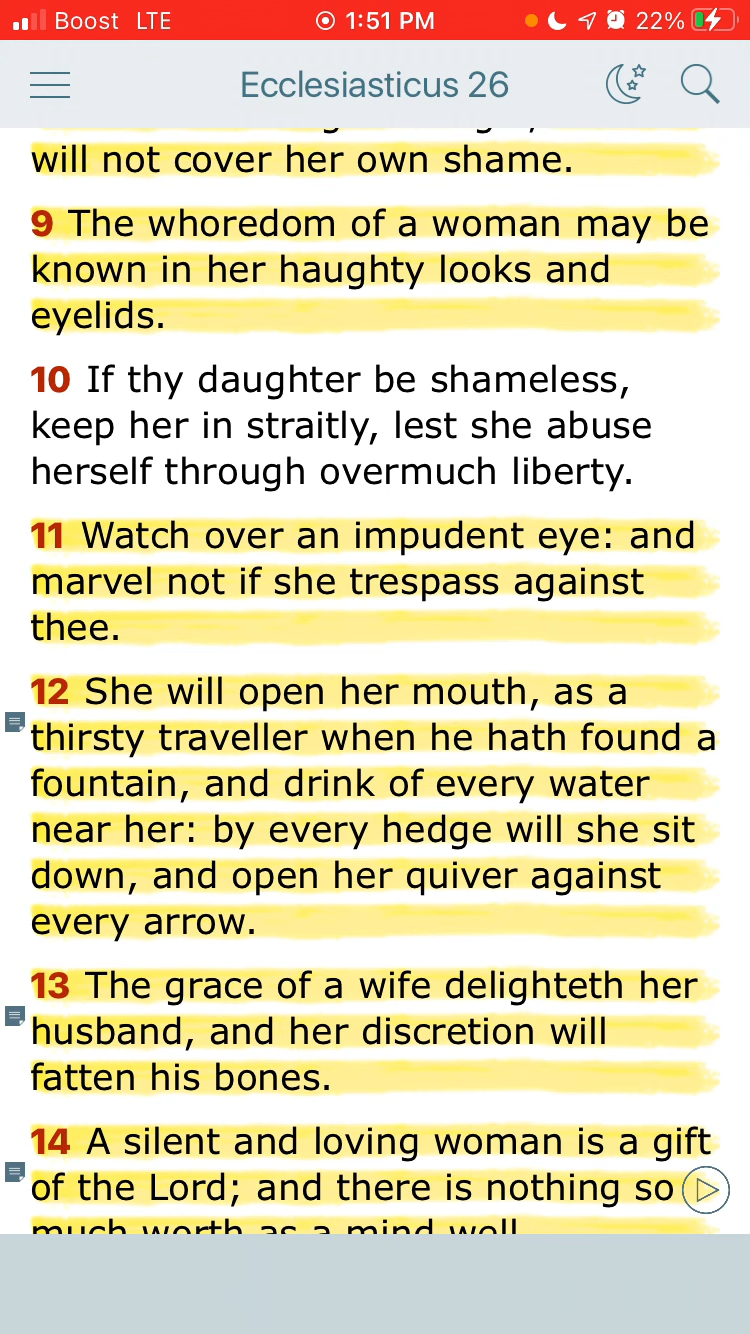 Boost LTE 1:51 PM 22%
Ecclesiasticus 26
will not cover her own shame.
9 The whoredom of a woman may be
known in her haughty looks and
eyelids.
10 If thy daughter be shameless,
keep her in straitly, lest she abuse
herself through overmuch liberty.
11 Watch over an impudent eye: and
marvel not if she trespass against
thee.
12 She will open her mouth, as a
thirsty traveller when he hath found a
fountain, and drink of every water
near her: by every hedge will she sit
down, and open her quiver against
every arrow.
13 The grace of a wife delighteth her
husband, and her discretion will
fatten his bones.
14 A silent and loving woman is a gift
of the Lord; and there is nothing so
much worth as a mind well